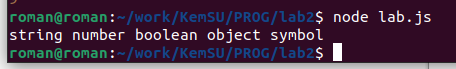 roman@roman:~/work/KemSU/PROG/lab2$ node lab.js
string number boolean object symbol
roman@roman:~/work/KemSU/PROG/lab2$